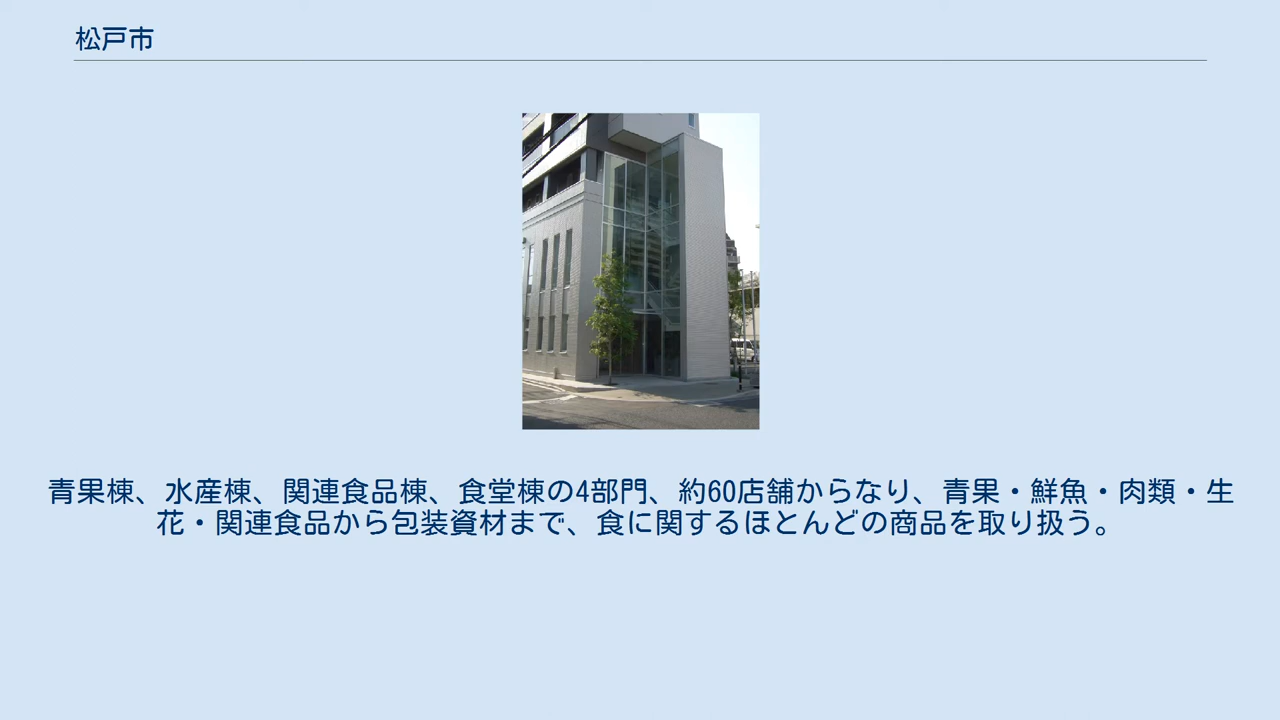 松戸市
青果棟、水産棟、関連食品棟、食堂棟の4部門、約60店舗からなり、青果・鮮魚・肉類・生
花・関連食品から包装資材まで、食に関するほとんどの商品を取り扱う。